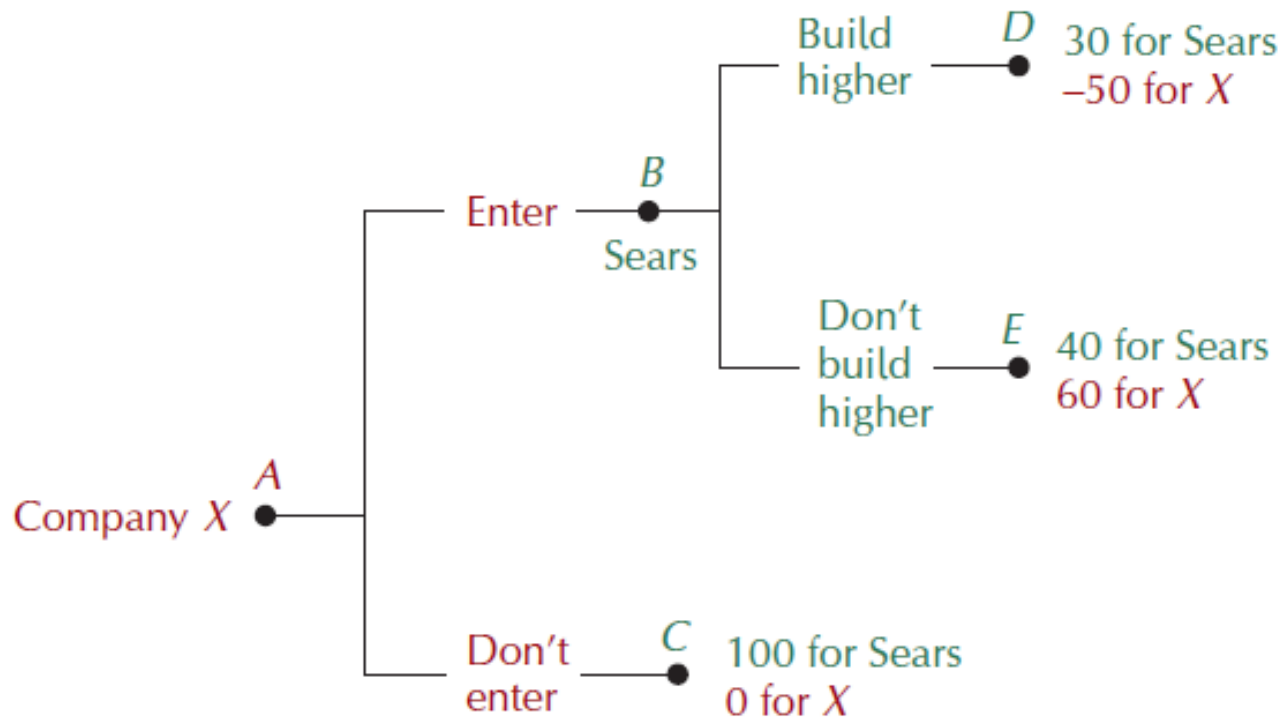 Build
higher
D
30 for Sears
–50 for X
B
Enter
Sears
Don't
build
higher
E
40 for Sears
60 for X
A
Company X
Don't
enter
C
100 for Sears
0 for X